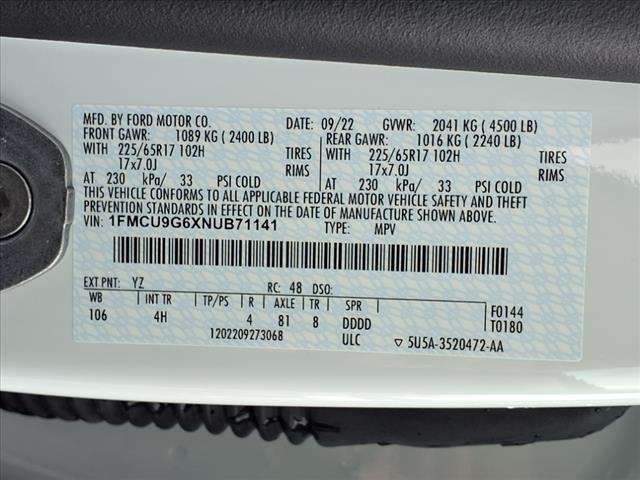 MFD. BY FORD MOTOR CO. DATE: 09/22 GVWR: 2041 KG ( 4500 LB)
FRONT GAWR: 1089 KG ( 2400 LB) REAR GAWR: 1016 KG ( 2240 LB)
WITH 225/65R17 102H TIRES WITH 225/65R17 102H TIRES
17x7.0J RIMS 17x7.0J RIMS
AT 230 kPa/ 33 PSI COLD AT 230 kPa/ 33 PSI COLD
THIS VEHICLE CONFORMS TO ALL APPLICABLE FEDERAL MOTOR VEHICLE SAFETY AND THEFT
PREVENTION STANDARDS IN EFFECT ON THE DATE OF MANUFACTURE SHOWN ABOVE.
VIN: 1FMCU9G6XNUB71141 TYPE: MPV
EXT PNT: YZ RC: 48 DSO:
WB INT TR TP/PS R AXLE TR SPR F0144
106 4H 4 81 8 DDDD T0180
1202209273068 ULC ▽ 5U5A-3520472-AA